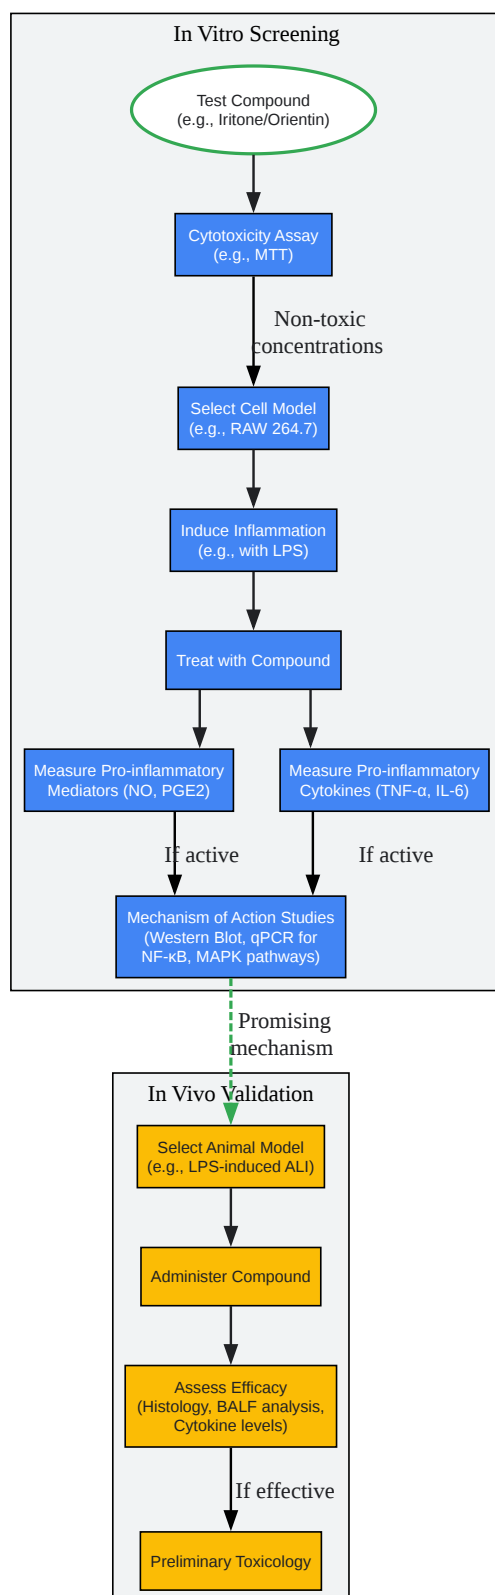 In Vitro Screening
Test Compound
(e.g., Iritone/Orientin)
Cytotoxicity Assay
(e.g., MTT)
Non-toxic
concentrations
Select Cell Model
(e.g., RAW 264.7)
Induce Inflammation
(e.g., with LPS)
Treat with Compound
Measure Pro-inflammatory
Mediators (NO, PGE2)
Measure Pro-inflammatory
Cytokines (TNF-α, IL-6)
If active
If active
Mechanism of Action Studies
(Western Blot, qPCR for
NF-κB, MAPK pathways)
Promising
mechanism
In Vivo Validation
Select Animal Model
(e.g., LPS-induced ALI)
Administer Compound
Assess Efficacy
(Histology, BALF analysis,
Cytokine levels)
If effective
Preliminary Toxicology